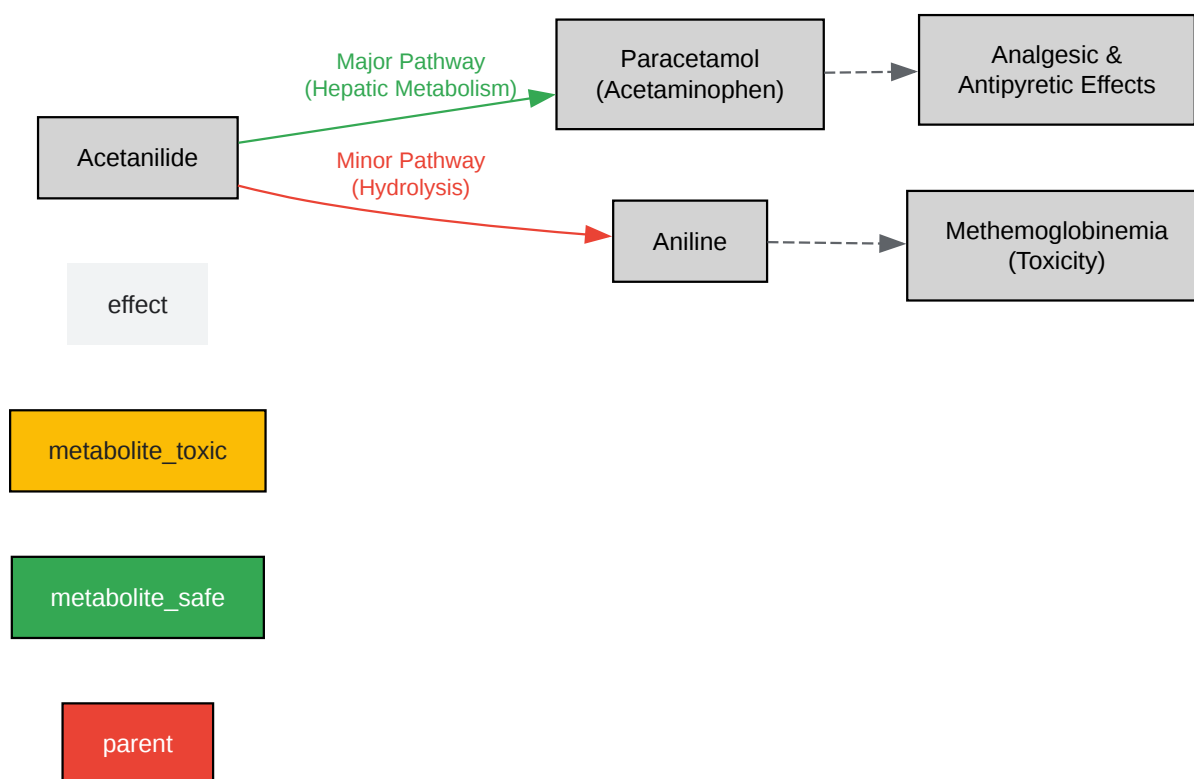 Major Pathway
(Hepatic Metabolism)
Paracetamol
(Acetaminophen)
Analgesic &
Antipyretic Effects
Acetanilide
Minor Pathway
(Hydrolysis)
Aniline
Methemoglobinemia
(Toxicity)
effect
metabolite_toxic
metabolite_safe
parent